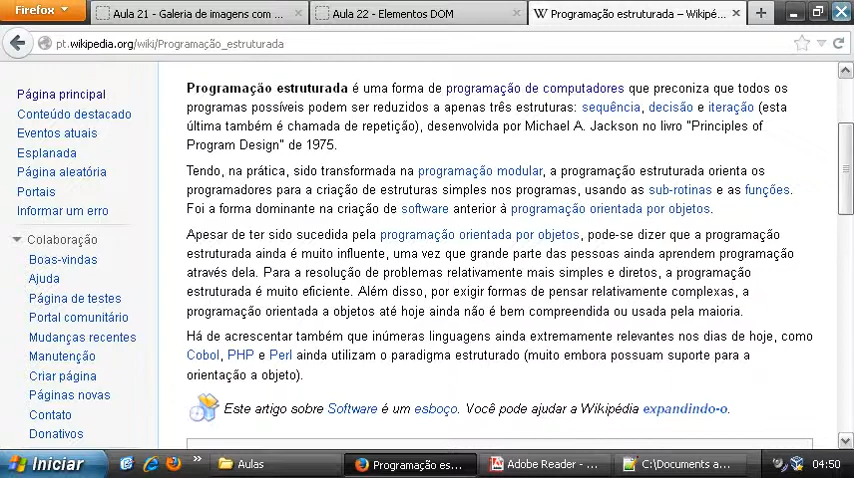 Firefox
Aula 21 - Galeria de imagens com ...
Aula 22 - Elementos DOM
W Programação estruturada – Wikipé...
pt.wikipedia.org/wiki/Programação_estruturada
Página principal
Conteúdo destacado
Eventos atuais
Esplanada
Página aleatória
Portais
Informar um erro
Colaboração
Boas-vindas
Ajuda
Página de testes
Portal comunitário
Mudanças recentes
Manutenção
Criar página
Páginas novas
Contato
Donativos
Programação estruturada é uma forma de programação de computadores que preconiza que todos os
programas possíveis podem ser reduzidos a apenas três estruturas: sequência, decisão e iteração (esta
última também é chamada de repetição), desenvolvida por Michael A. Jackson no livro "Principles of
Program Design" de 1975.
Tendo, na prática, sido transformada na programação modular, a programação estruturada orienta os
programadores para a criação de estruturas simples nos programas, usando as sub-rotinas e as funções.
Foi a forma dominante na criação de software anterior à programação orientada por objetos.
Apesar de ter sido sucedida pela programação orientada por objetos, pode-se dizer que a programação
estruturada ainda é muito influente, uma vez que grande parte das pessoas ainda aprendem programação
através dela. Para a resolução de problemas relativamente mais simples e diretos, a programação
estruturada é muito eficiente. Além disso, por exigir formas de pensar relativamente complexas, a
programação orientada a objetos até hoje ainda não é bem compreendida ou usada pela maioria.
Há de acrescentar também que inúmeras linguagens ainda extremamente relevantes nos dias de hoje, como
Cobol, PHP e Perl ainda utilizam o paradigma estruturado (muito embora possuam suporte para a
orientação a objeto).
Este artigo sobre Software é um esboço. Você pode ajudar a Wikipédia expandindo-o.
Iniciar
Aulas
Programação es...
Adobe Reader - ...
C:\Documents a...
04:50